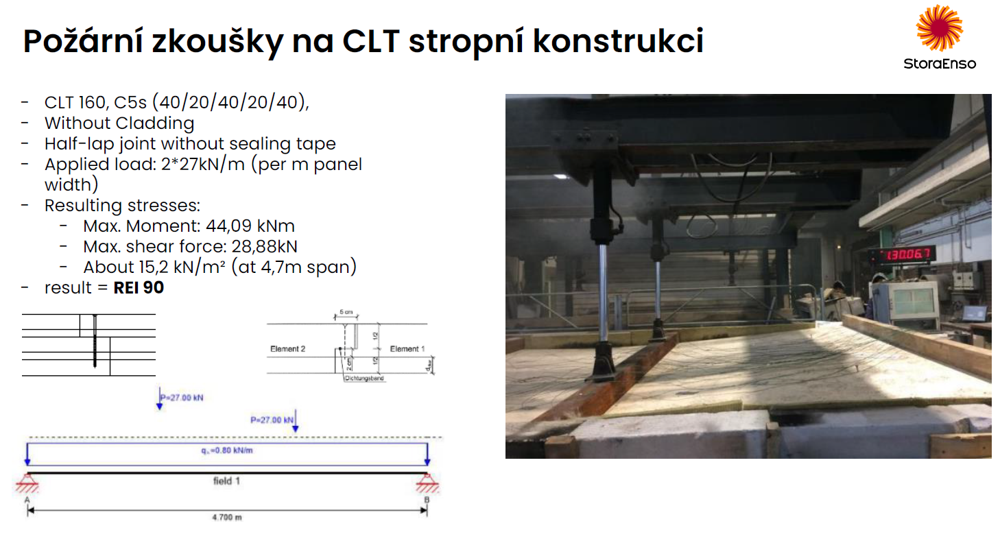 Požární zkoušky na CLT stropní konstrukci
StoraEnso
- CLT 160, C5s (40/20/40/20/40),
- Without Cladding
- Half-lap joint without sealing tape
- Applied load: 2*27kN/m (per m panel
width)
- Resulting stresses:
- Max. Moment: 44,09 kNm
- Max. shear force: 28,88kN
- About 15,2 kN/m² (at 4,7m span)
- result = REI 90
5 cm
Element 2
Element 1
1/2
1/2
2 cm
Dichtungsband
P=27.00 kN
P=27.00 kN
=0.80 kN/m
field 1
A
B
4.700 m
1:30:06.7